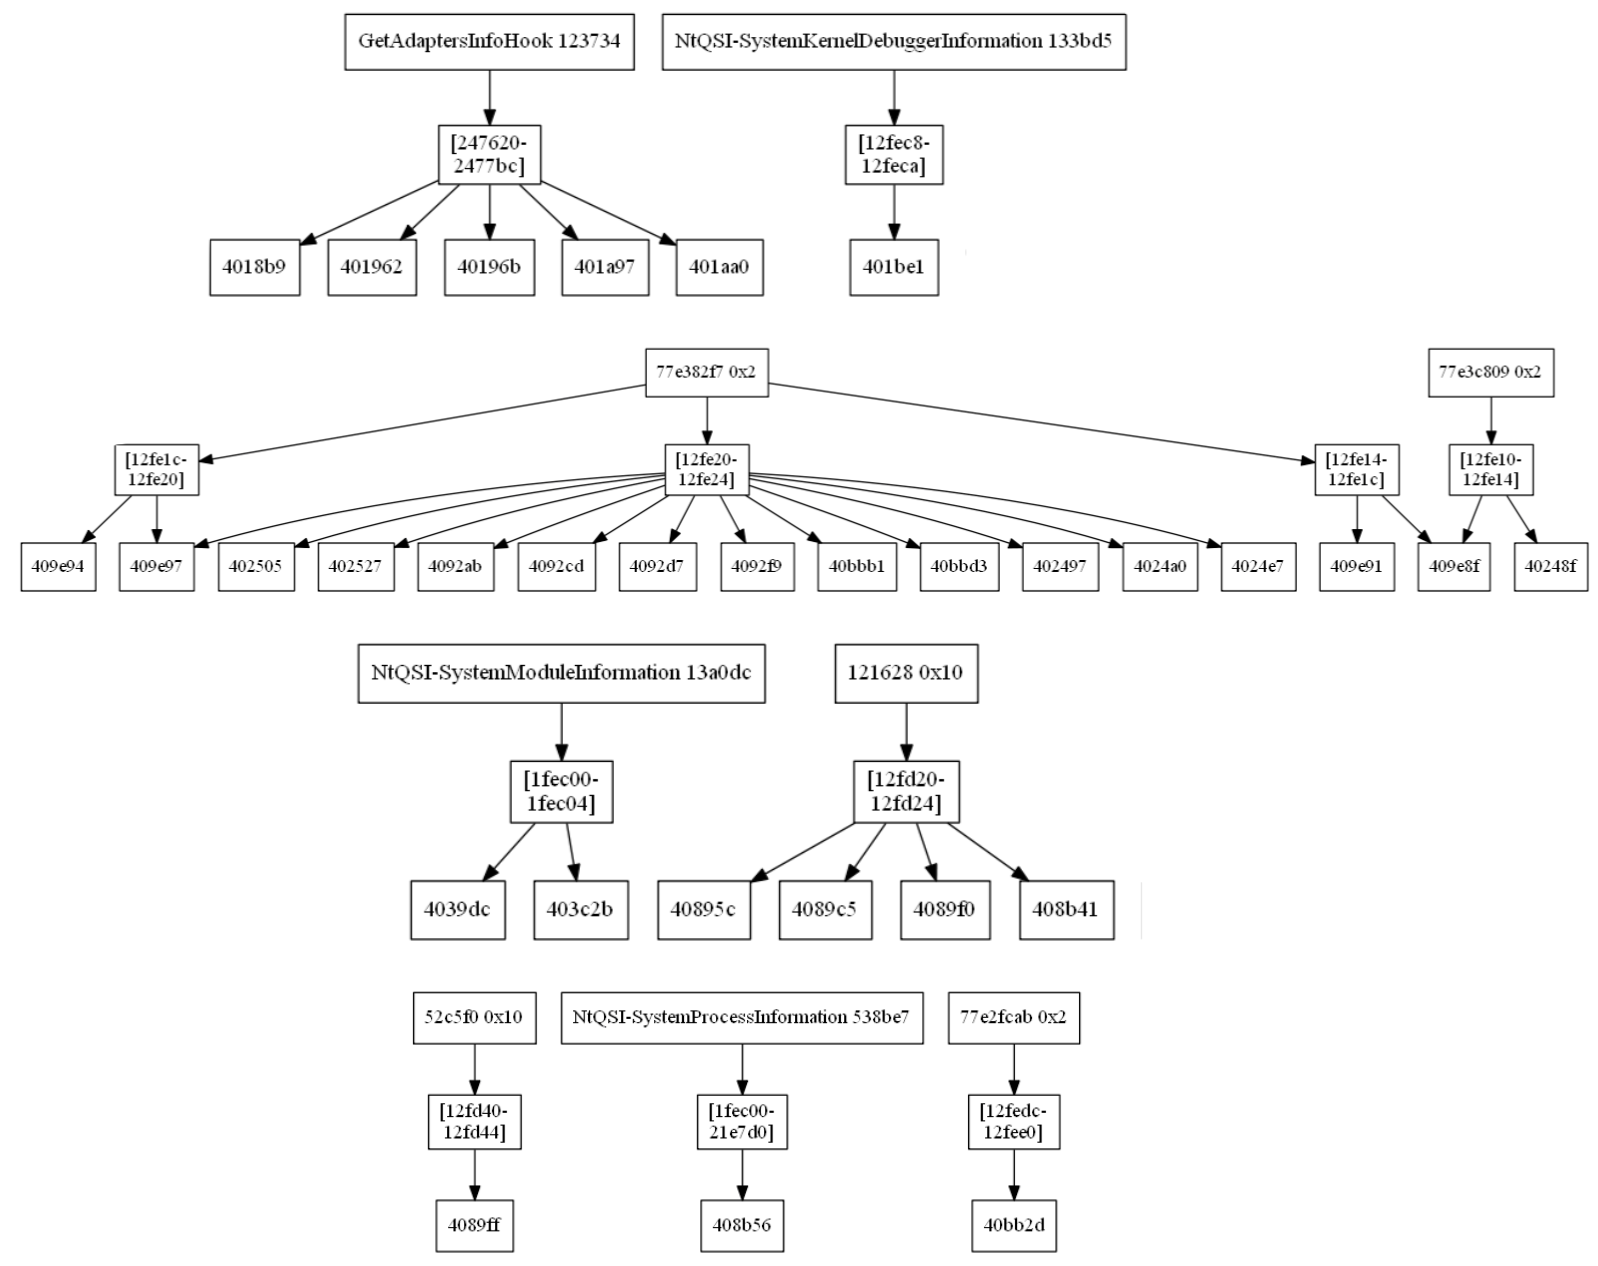 GetAdaptersInfoHook 123734
NtQSI-SystemKernelDebuggerInformation 133bd5
[247620-
2477bc]
[12fec8-
12feca]
4018b9
401962
40196b
401a97
401aa0
401be1
77e382f7 0x2
77e3c809 0x2
[12fe1c-
12fe20]
[12fe20-
12fe24]
[12fe14-
12fe1c]
[12fe10-
12fe14]
409e94
409e97
402505
402527
4092ab
4092cd
4092d7
4092f9
40bbb1
40bbd3
402497
4024a0
4024e7
409e91
409e8f
40248f
NtQSI-SystemModuleInformation 13a0dc
121628 0x10
[1fec00-
1fec04]
[12fd20-
12fd24]
4039dc
403c2b
40895c
4089c5
4089f0
408b41
52c5f0 0x10
NtQSI-SystemProcessInformation 538be7
77e2fcab 0x2
[12fd40-
12fd44]
[1fec00-
21e7d0]
[12fedc-
12fee0]
4089ff
408b56
40bb2d